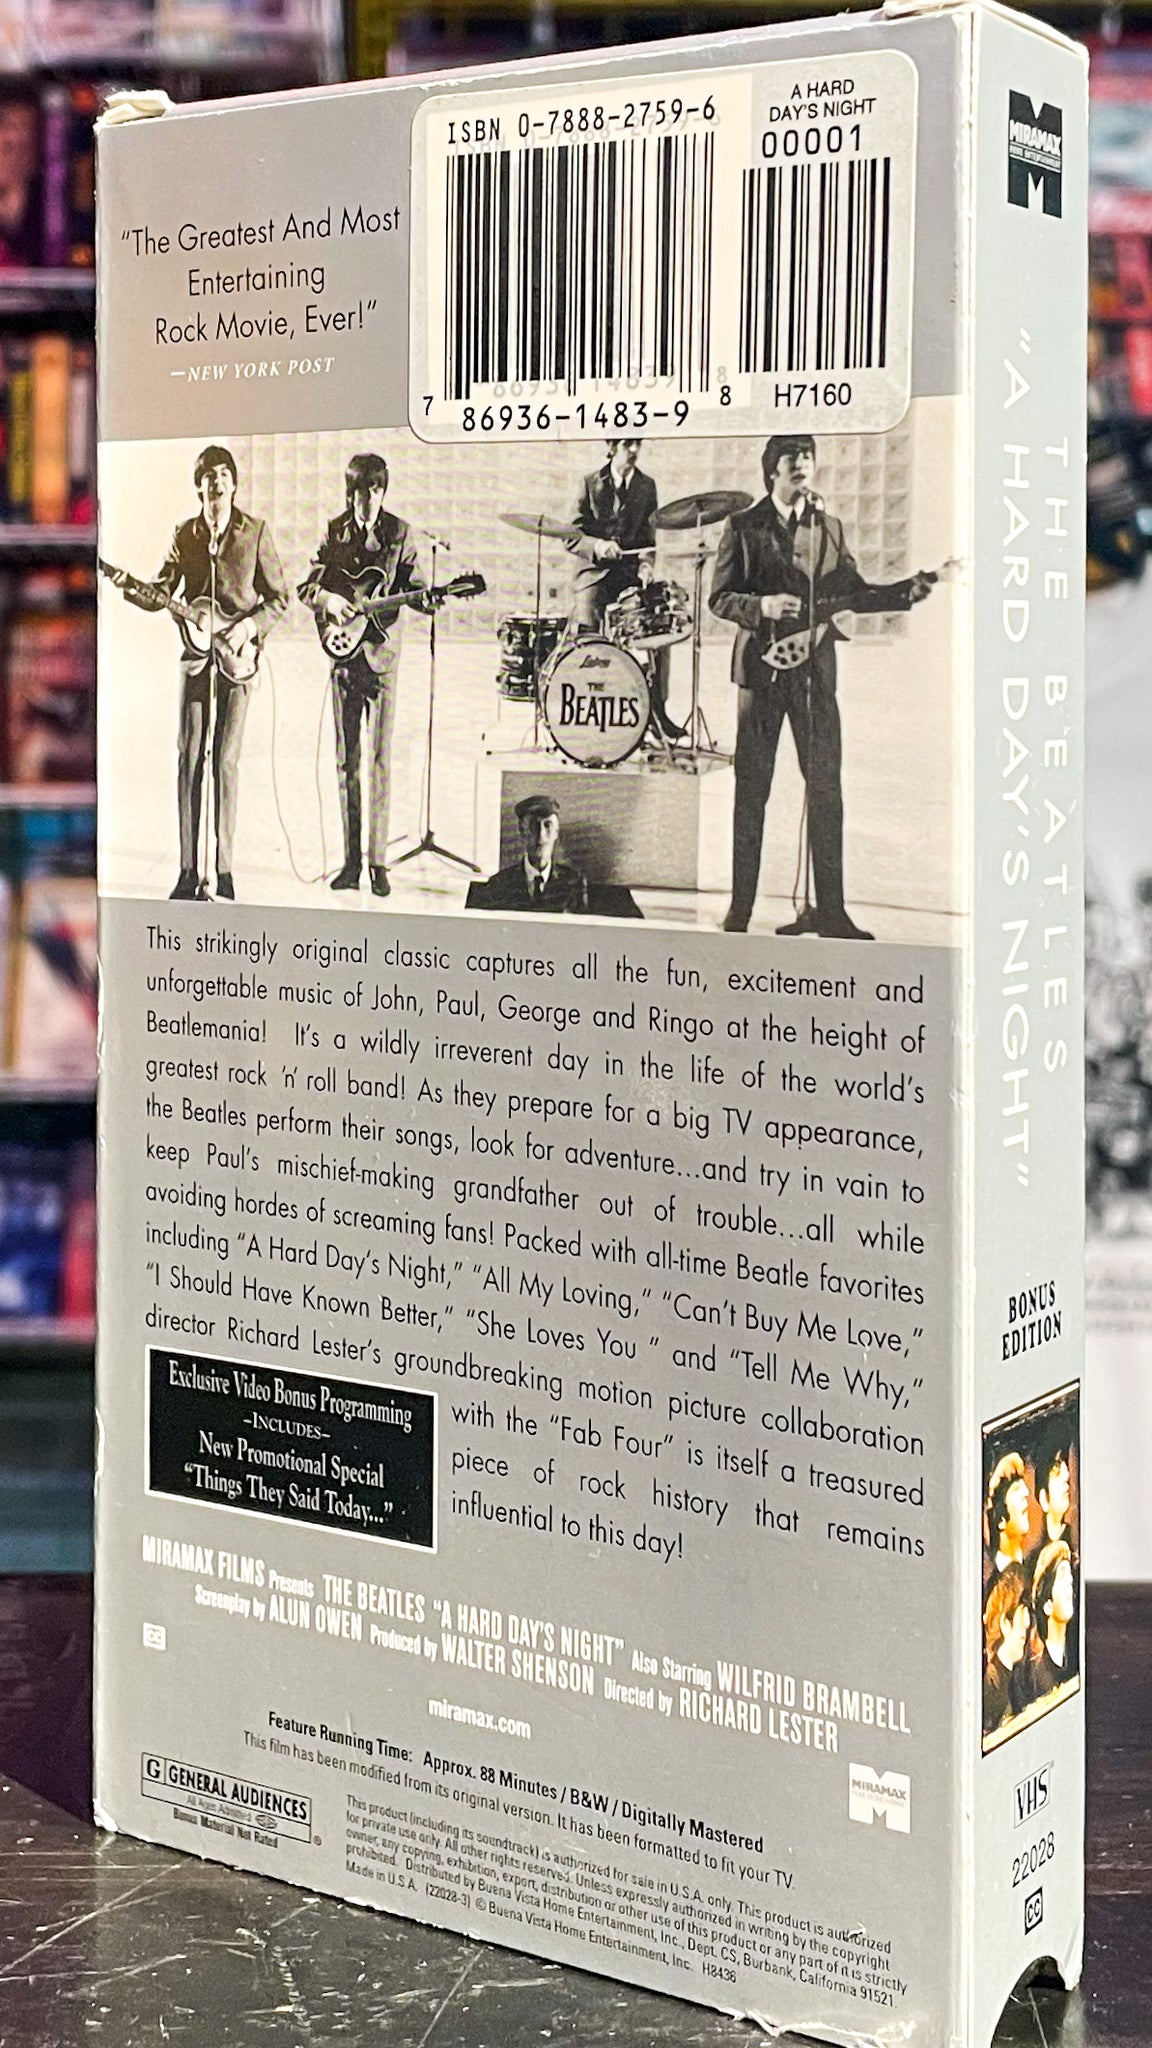 ISBN 0-7888-2759-6
A HARD
DAY'S NIGHT
00001
7
86936-1483-9
8
H7160
"The Greatest And Most
Entertaining
Rock Movie, Ever!"
—NEW YORK POST
Ludwig
THE
BEATLES
This strikingly original classic captures all the fun, excitement and
unforgettable music of John, Paul, George and Ringo at the height of
Beatlemania! It's a wildly irreverent day in the life of the world's
greatest rock 'n' roll band! As they prepare for a big TV appearance,
the Beatles perform their songs, look for adventure...and try in vain to
keep Paul's mischief-making grandfather out of trouble...all while
avoiding hordes of screaming fans! Packed with all-time Beatle favorites
including "A Hard Day's Night," "All My Loving," "Can't Buy Me Love,"
"I Should Have Known Better," "She Loves You " and "Tell Me Why,"
director Richard Lester's groundbreaking motion picture collaboration
with the "Fab Four" is itself a treasured
piece of rock history that remains
influential to this day!
Exclusive Video Bonus Programming
-INCLUDES-
New Promotional Special
"Things They Said Today..."
MIRAMAX FILMS Presents THE BEATLES "A HARD DAY'S NIGHT" Also Starring WILFRID BRAMBELL
Screenplay by ALUN OWEN Produced by WALTER SHENSON Directed by RICHARD LESTER
CC
miramax.com
Feature Running Time: Approx. 88 Minutes / B&W / Digitally Mastered
This film has been modified from its original version. It has been formatted to fit your TV.
G GENERAL AUDIENCES
All Ages Admitted
Bonus Material Not Rated
MIRAMAX
This product (including its soundtrack) is authorized for sale in U.S.A. only. This product is authorized
for private use only. All other rights reserved. Unless expressly authorized in writing by the copyright
owner, any copying, exhibition, export, distribution or other use of this product or any part of it is strictly
prohibited. Distributed by Buena Vista Home Entertainment, Inc., Dept. CS, Burbank, California 91521.
Made in U.S.A. (22028-3) © Buena Vista Home Entertainment, Inc. H8436
MIRAMAX
THE BEATLES
"A HARD DAY'S NIGHT"
BONUS
EDITION
VHS
22028
CC